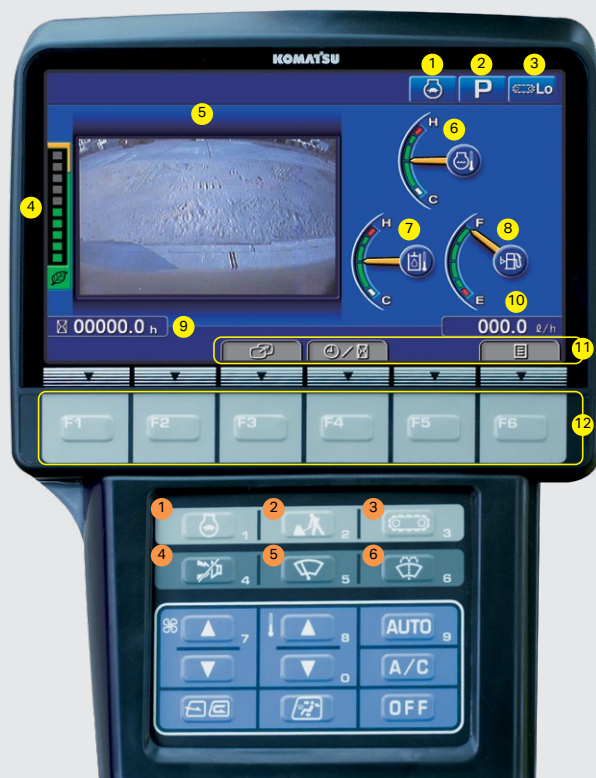 KOMATSU
1 2 3
P Lo
5
H
6
4
C
H F
7 8
C E
10
00000.0 h 9 000.0 ℓ/h
11
F1 F2 F3 F4 F5 F6 12
1 2 3
1 2 3
4 5 6
4 5 6
7 8 AUTO 9
0 A/C
OFF